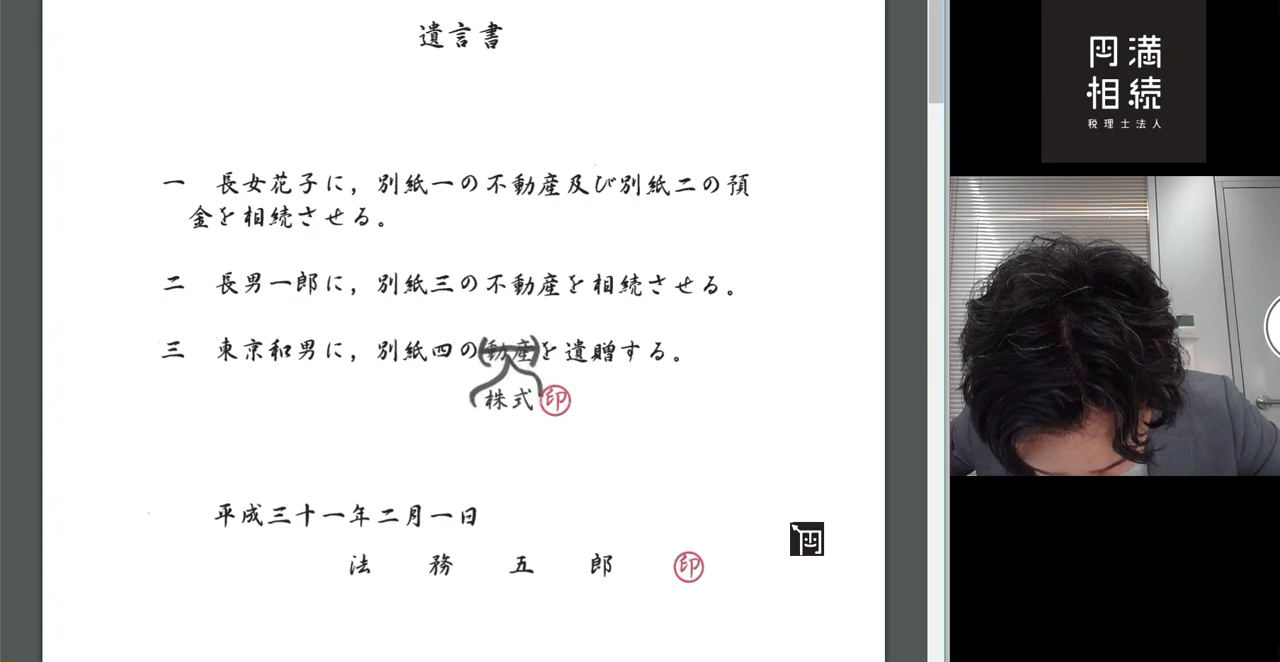 遺言書
一　長女花子に，別紙一の不動産及び別紙二の預
金を相続させる。
二　長男一郎に，別紙三の不動産を相続させる。
三　東京和男に，別紙四の動産を遺贈する。
株式 印
平成三十一年二月一日
法　務　五　郎　印
円
円満
相続
税理士法人